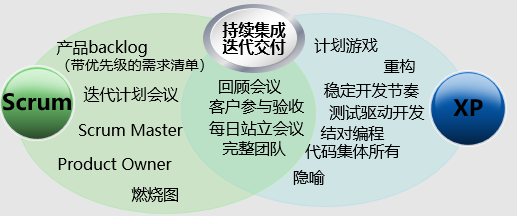 持续集成
迭代交付
Scrum
产品backlog
（带优先级的需求清单）
迭代计划会议
Scrum Master
Product Owner
燃烧图
回顾会议
客户参与验收
每日站立会议
完整团队
计划游戏
重构
稳定开发节奏
测试驱动开发
结对编程
代码集体所有
隐喻
XP